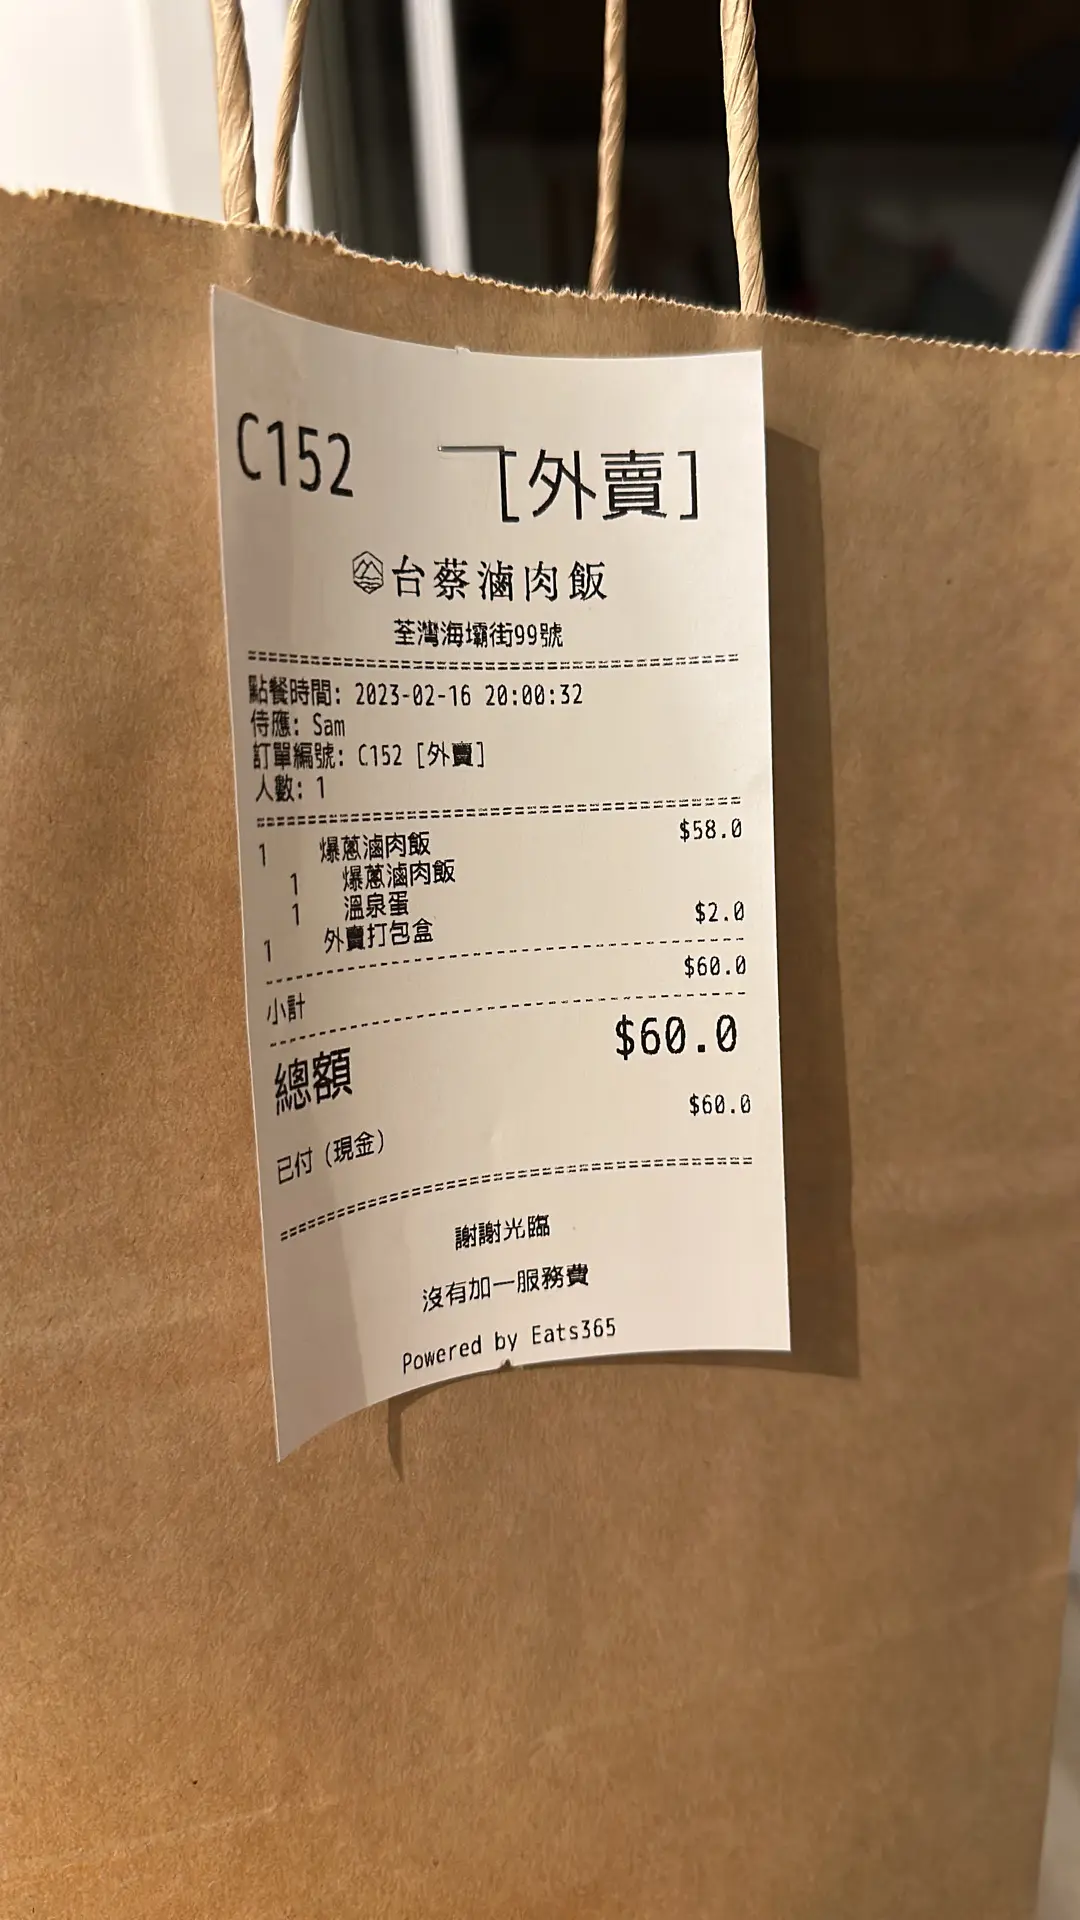 C152 [外賣]
台蔡滷肉飯
荃灣海壩街99號
點餐時間: 2023-02-16 20:00:32
侍應: Sam
訂單編號: C152 [外賣]
人數: 1
1 爆蔥滷肉飯 $58.0
1 爆蔥滷肉飯
1 溫泉蛋
1 外賣打包盒 $2.0
小計 $60.0
總額 $60.0
已付 (現金) $60.0
謝謝光臨
沒有加一服務費
Powered by Eats365